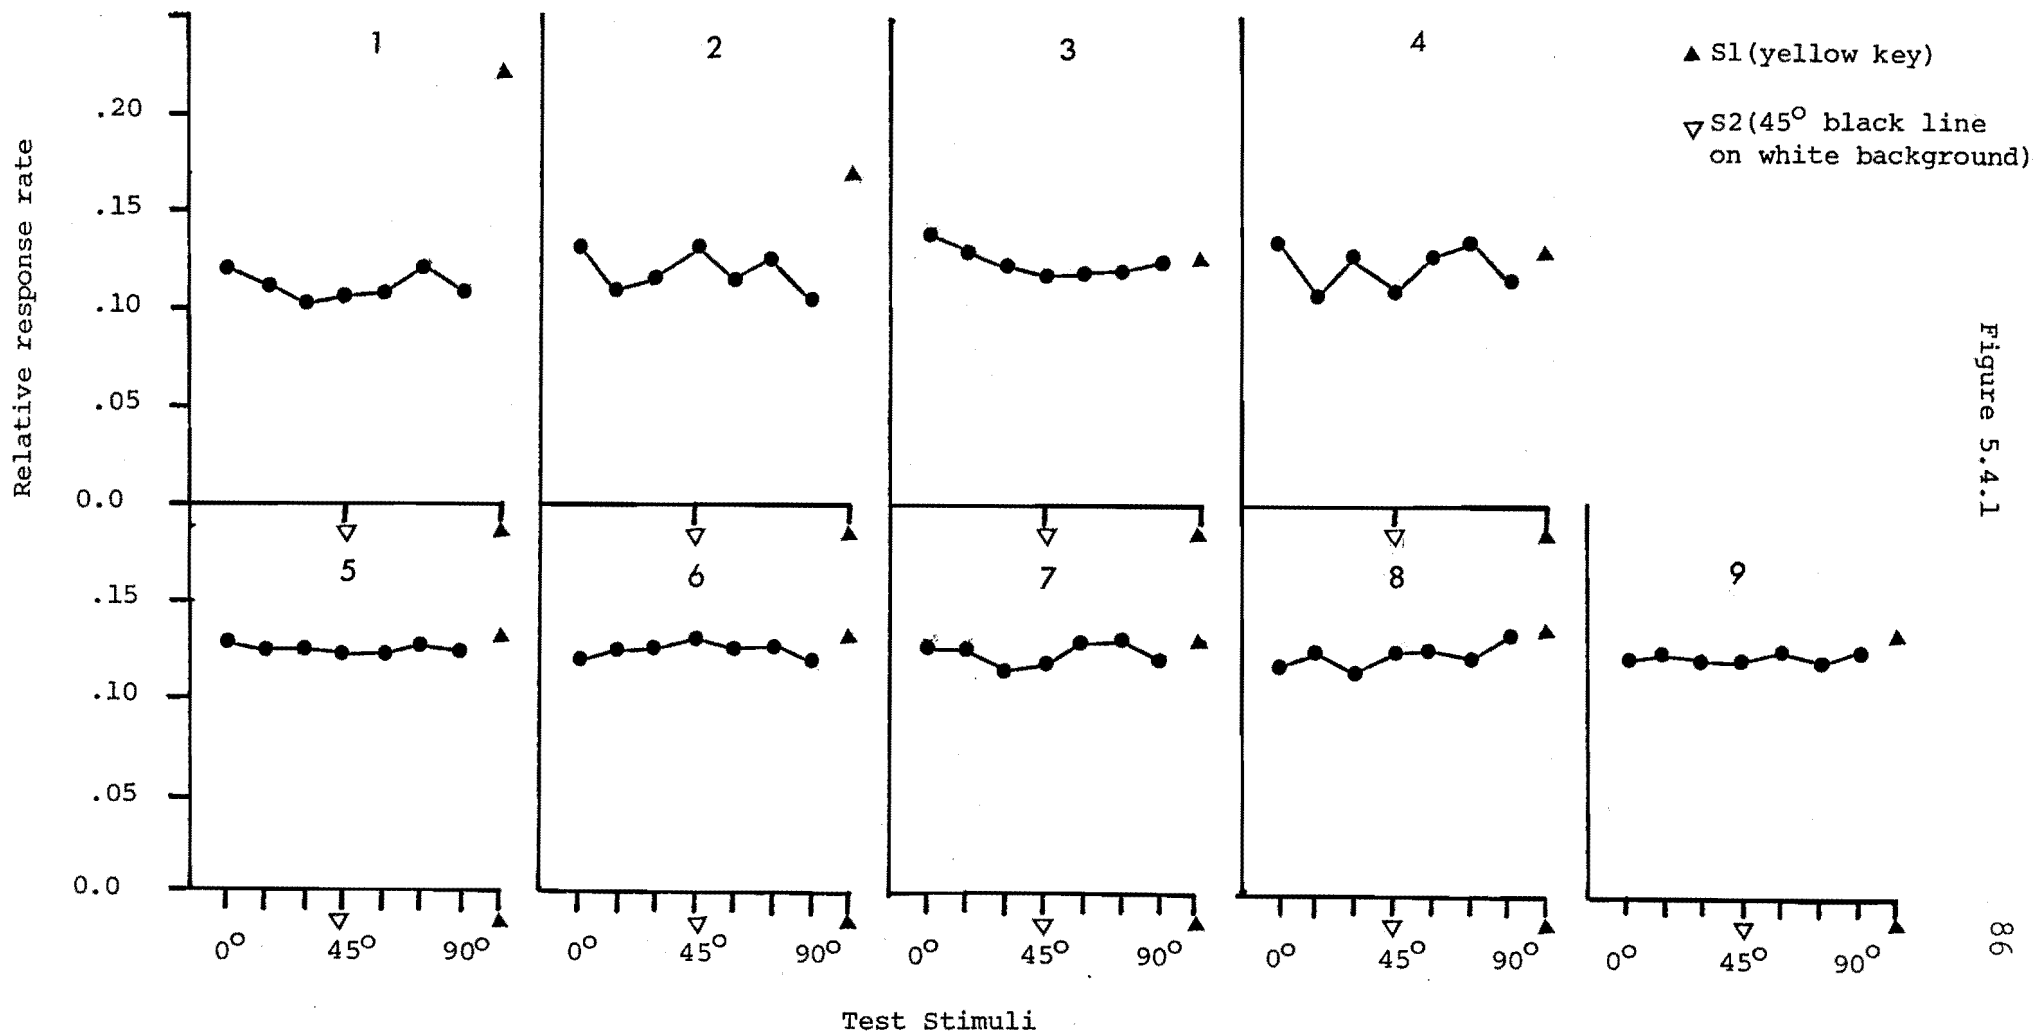 1
2
3
4
▲ S1(yellow key)
▽ S2(45° black line
on white background)
Relative response rate
.20
.15
.10
.05
0.0
5
6
7
8
9
.15
.10
.05
0.0
0° 45° 90°
0° 45° 90°
0° 45° 90°
0° 45° 90°
0° 45° 90°
Test Stimuli
Figure 5.4.1
86